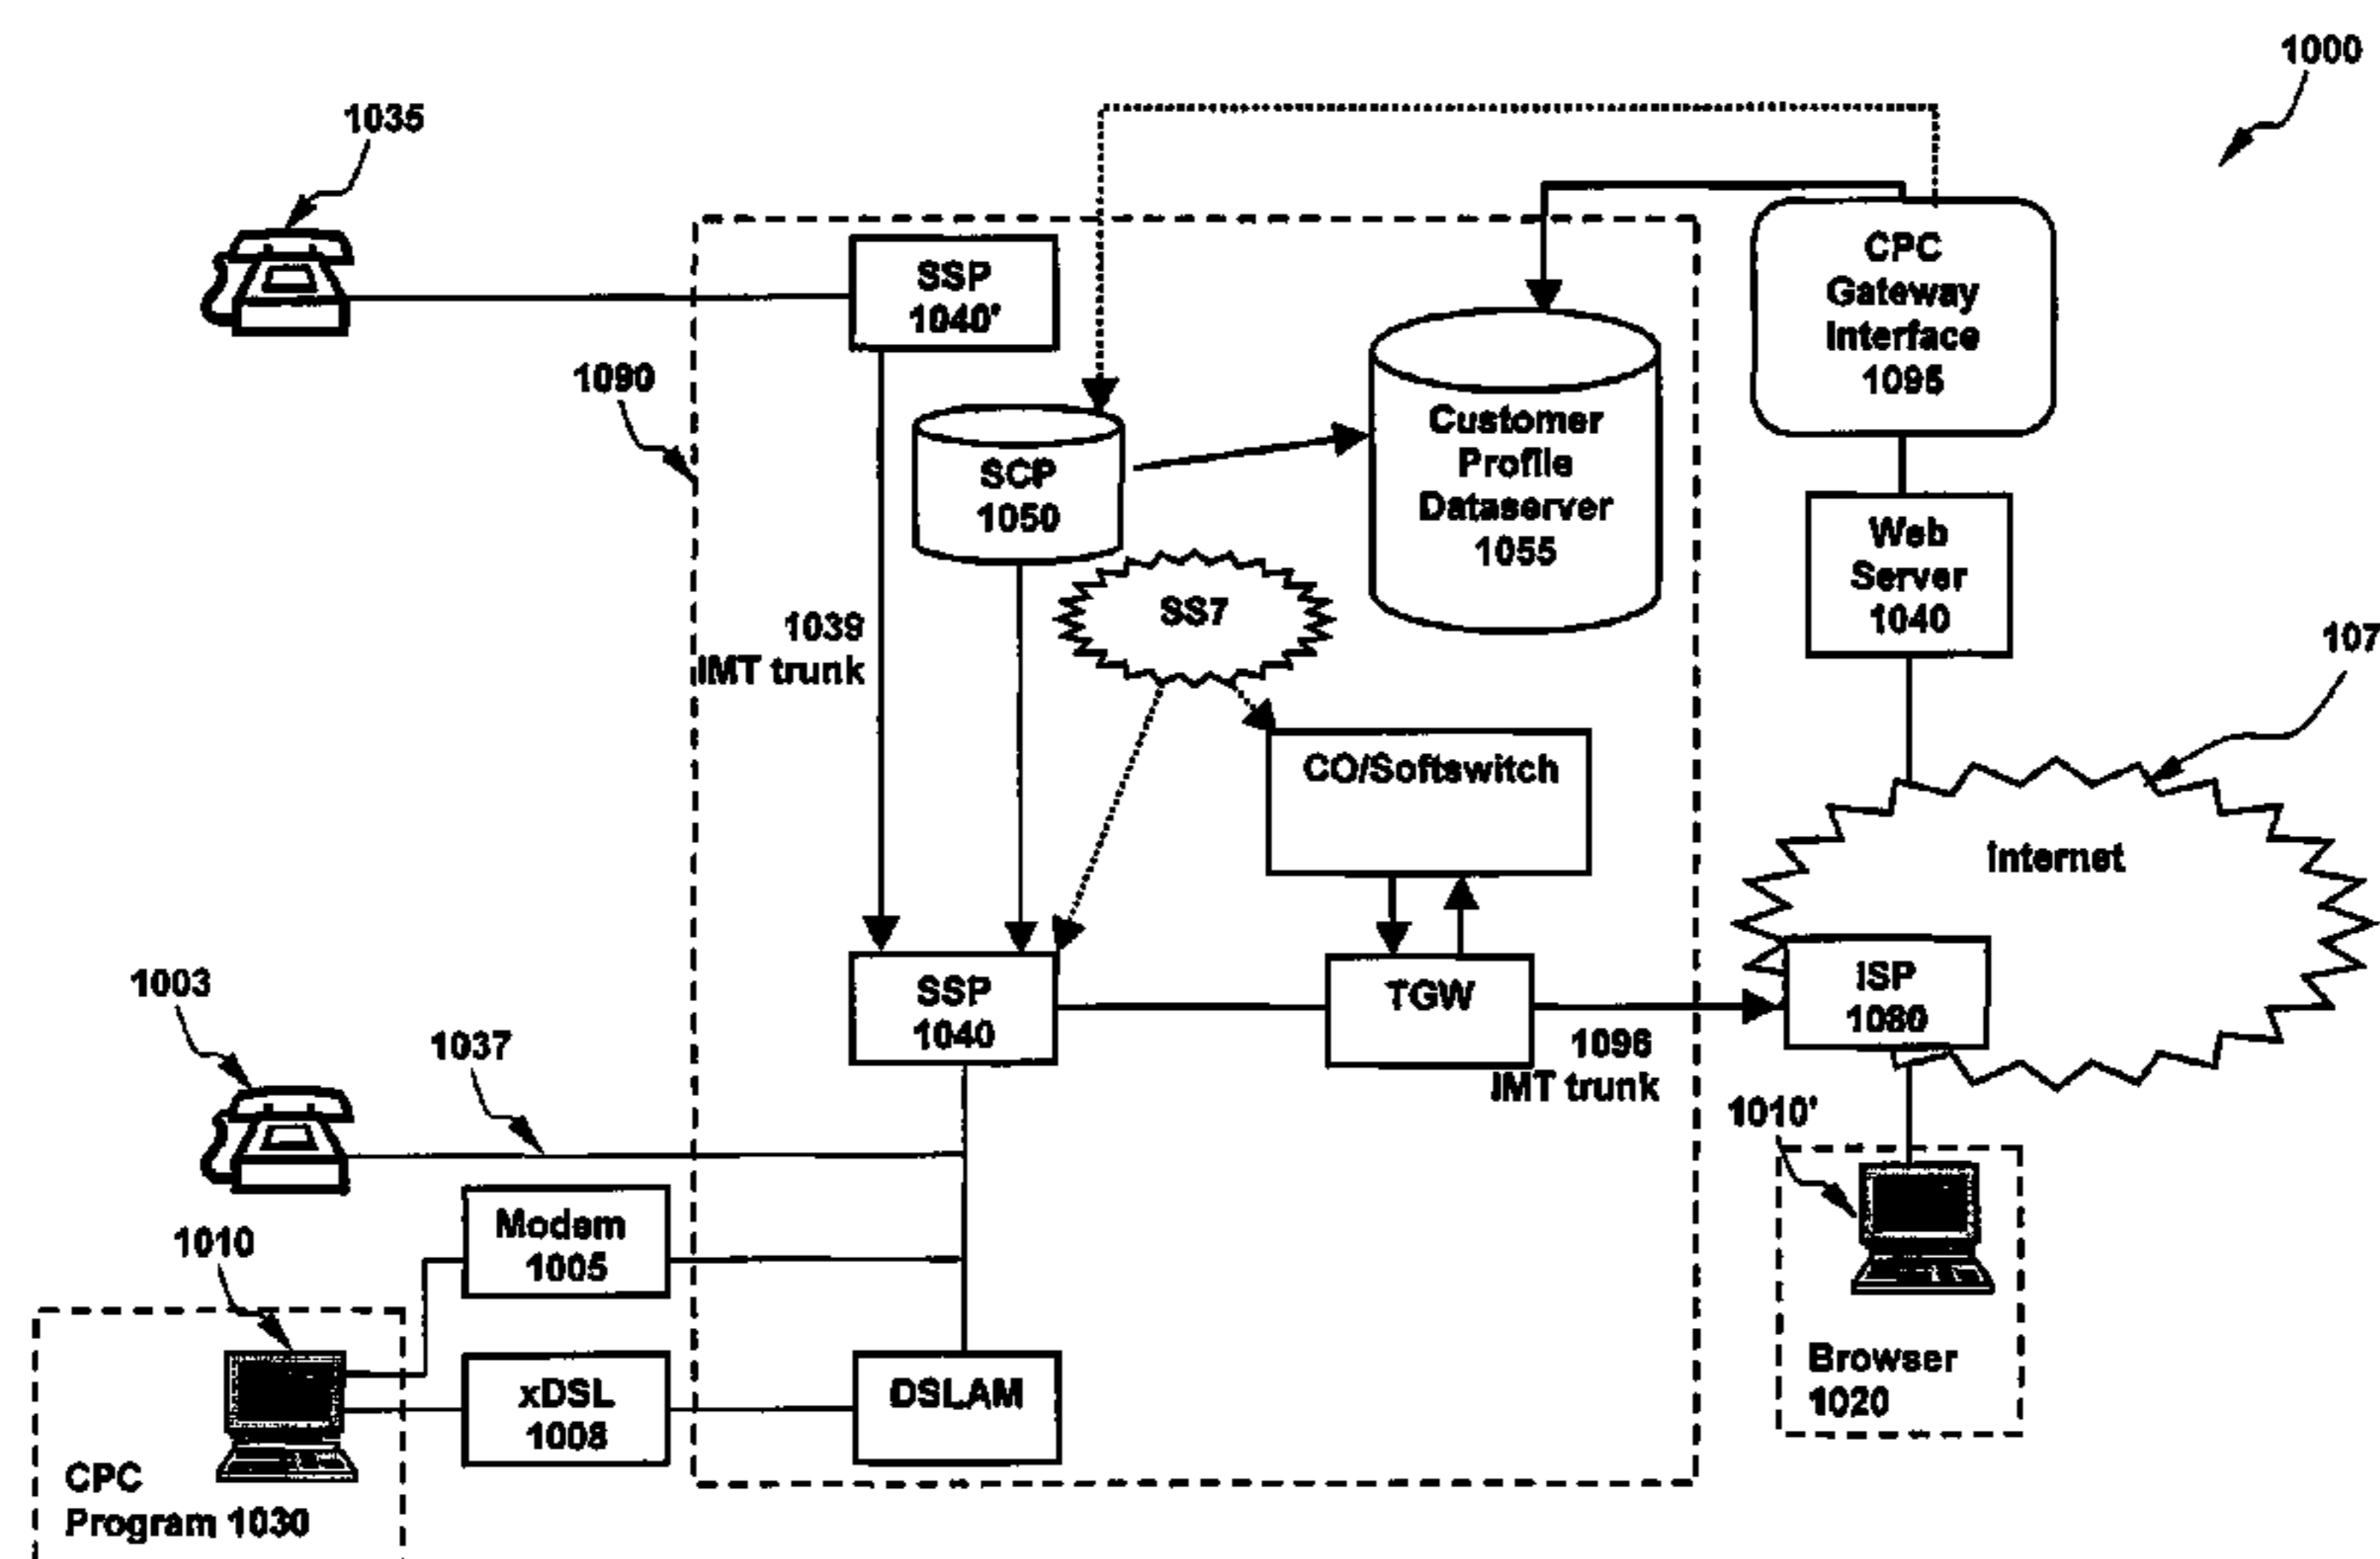 1000
1035
SSP
1040'
CPC
Gateway
Interface
1095
1090
Customer
Profile
Dataserver
1055
SCP
1050
Web
Server
1040
SS7
1039
IMT trunk
107
CO/Softswitch
Internet
1003
1037
SSP
1040
TGW
ISP
1080
1096
IMT trunk
1010'
Modem
1005
1010
Browser
1020
xDSL
1008
DSLAM
CPC
Program 1030